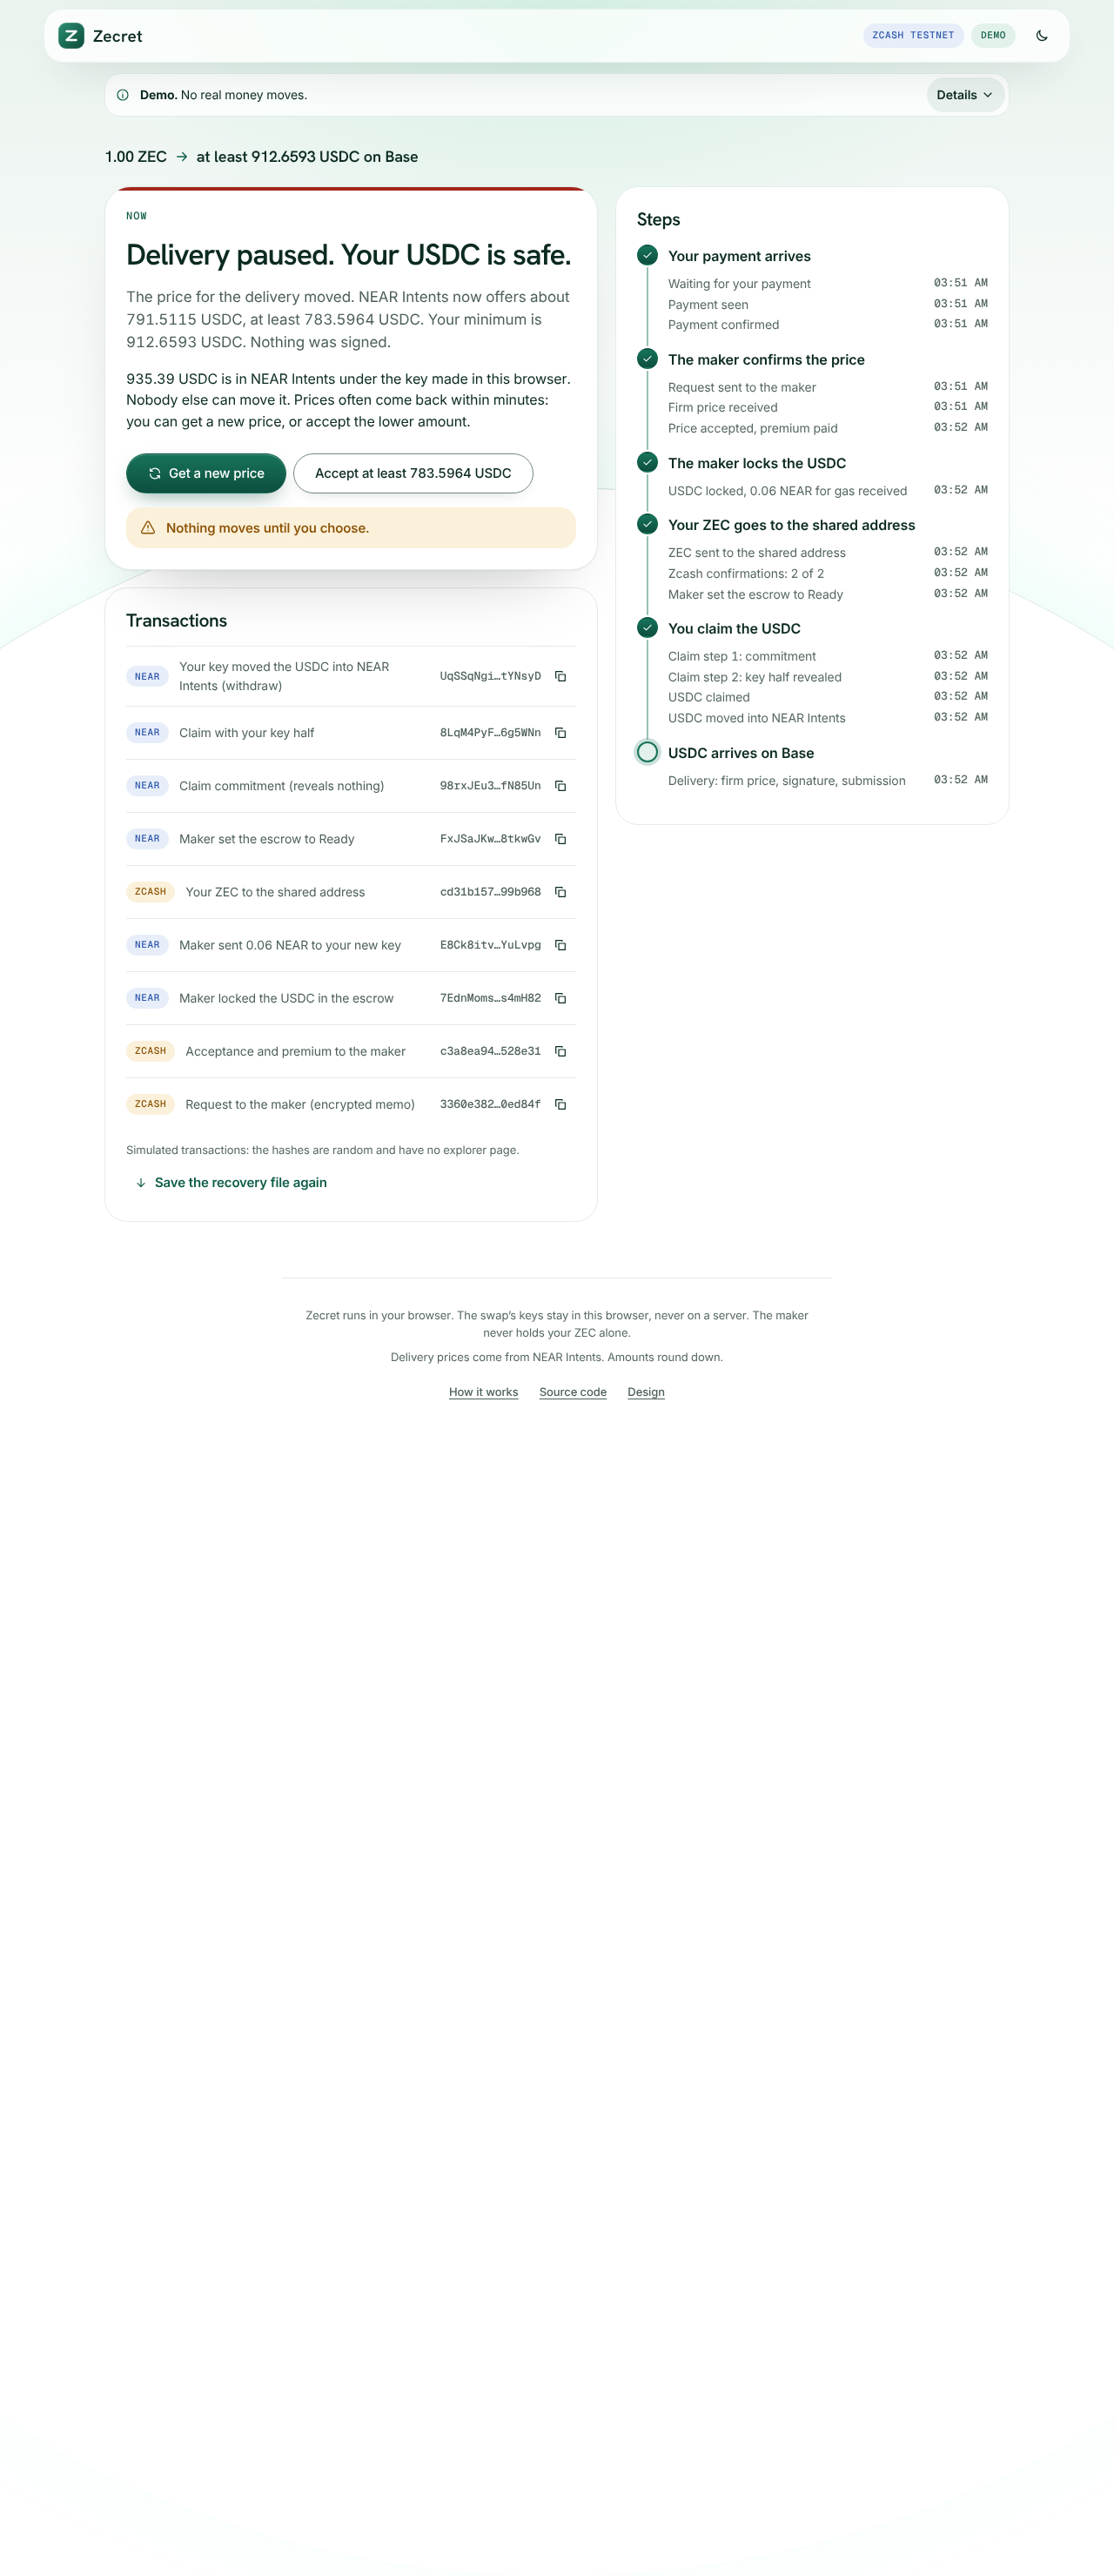 Zecret
ZCASH TESTNET
DEMO
Demo. No real money moves.
Details
1.00 ZEC → at least 912.6593 USDC on Base
NOW
Delivery paused. Your USDC is safe.
The price for the delivery moved. NEAR Intents now offers about
791.5115 USDC, at least 783.5964 USDC. Your minimum is
912.6593 USDC. Nothing was signed.
935.39 USDC is in NEAR Intents under the key made in this browser.
Nobody else can move it. Prices often come back within minutes:
you can get a new price, or accept the lower amount.
Get a new price
Accept at least 783.5964 USDC
Nothing moves until you choose.
Transactions
NEAR Your key moved the USDC into NEAR
Intents (withdraw) UqSSqNgi…tYNsyD
NEAR Claim with your key half 8LqM4PyF…6g5WNn
NEAR Claim commitment (reveals nothing) 98rxJEu3…fN85Un
NEAR Maker set the escrow to Ready FxJSaJKw…8tkwGv
ZCASH Your ZEC to the shared address cd31b157…99b968
NEAR Maker sent 0.06 NEAR to your new key E8Ck8itv…YuLvpg
NEAR Maker locked the USDC in the escrow 7EdnMoms…s4mH82
ZCASH Acceptance and premium to the maker c3a8ea94…528e31
ZCASH Request to the maker (encrypted memo) 3360e382…0ed84f
Simulated transactions: the hashes are random and have no explorer page.
Save the recovery file again
Steps
Your payment arrives
Waiting for your payment 03:51 AM
Payment seen 03:51 AM
Payment confirmed 03:51 AM
The maker confirms the price
Request sent to the maker 03:51 AM
Firm price received 03:51 AM
Price accepted, premium paid 03:52 AM
The maker locks the USDC
USDC locked, 0.06 NEAR for gas received 03:52 AM
Your ZEC goes to the shared address
ZEC sent to the shared address 03:52 AM
Zcash confirmations: 2 of 2 03:52 AM
Maker set the escrow to Ready 03:52 AM
You claim the USDC
Claim step 1: commitment 03:52 AM
Claim step 2: key half revealed 03:52 AM
USDC claimed 03:52 AM
USDC moved into NEAR Intents 03:52 AM
USDC arrives on Base
Delivery: firm price, signature, submission 03:52 AM
Zecret runs in your browser. The swap's keys stay in this browser, never on a server. The maker
never holds your ZEC alone.
Delivery prices come from NEAR Intents. Amounts round down.
How it works
Source code
Design